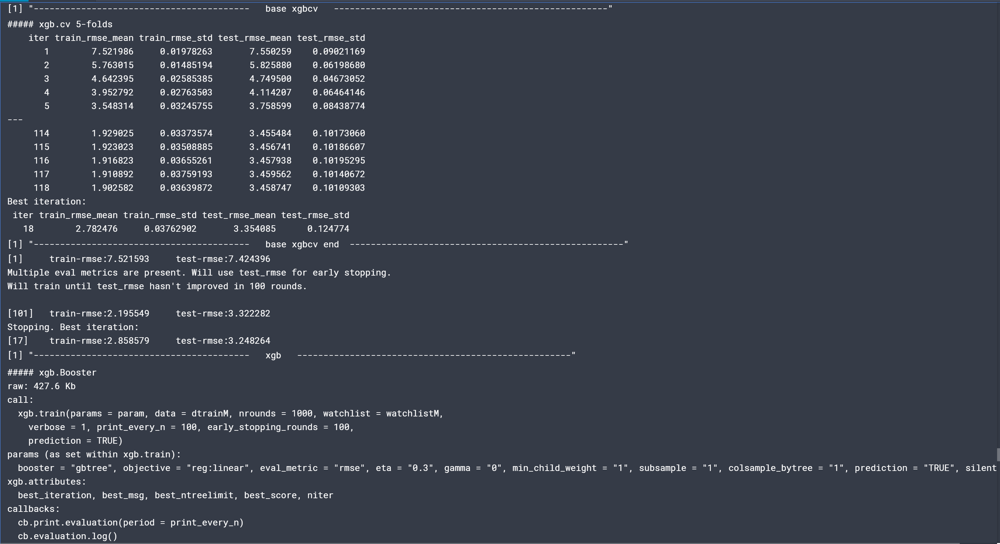 [1] "-----------------------------------------   base xgbcv   ----------------------------------------------------"
##### xgb.cv 5-folds
    iter train_rmse_mean train_rmse_std test_rmse_mean test_rmse_std
       1        7.521986     0.01978263       7.550259    0.09021169
       2        5.763015     0.01485194       5.825880    0.06198680
       3        4.642395     0.02585385       4.749500    0.04673052
       4        3.952792     0.02763503       4.114207    0.06464146
       5        3.548314     0.03245755       3.758599    0.08438774
---
     114        1.929025     0.03373574       3.455484    0.10173060
     115        1.923023     0.03508885       3.456741    0.10186607
     116        1.916823     0.03655261       3.457938    0.10195295
     117        1.910892     0.03759193       3.459562    0.10140672
     118        1.902582     0.03639872       3.458747    0.10109303
Best iteration:
 iter train_rmse_mean train_rmse_std test_rmse_mean test_rmse_std
   18        2.782476     0.03762902       3.354085      0.124774
[1] "-----------------------------------------   base xgbcv end  ----------------------------------------------------"
[1]     train-rmse:7.521593     test-rmse:7.424396
Multiple eval metrics are present. Will use test_rmse for early stopping.
Will train until test_rmse hasn't improved in 100 rounds.
[101]   train-rmse:2.195549     test-rmse:3.322282
Stopping. Best iteration:
[17]    train-rmse:2.858579     test-rmse:3.248264
[1] "-----------------------------------------   xgb   ----------------------------------------------------"
##### xgb.Booster
raw: 427.6 Kb
call:
  xgb.train(params = param, data = dtrainM, nrounds = 1000, watchlist = watchlistM,
    verbose = 1, print_every_n = 100, early_stopping_rounds = 100,
    prediction = TRUE)
params (as set within xgb.train):
  booster = "gbtree", objective = "reg:linear", eval_metric = "rmse", eta = "0.3", gamma = "0", min_child_weight = "1", subsample = "1", colsample_bytree = "1", prediction = "TRUE", silent
xgb.attributes:
  best_iteration, best_msg, best_ntreelimit, best_score, niter
callbacks:
  cb.print.evaluation(period = print_every_n)
  cb.evaluation.log()